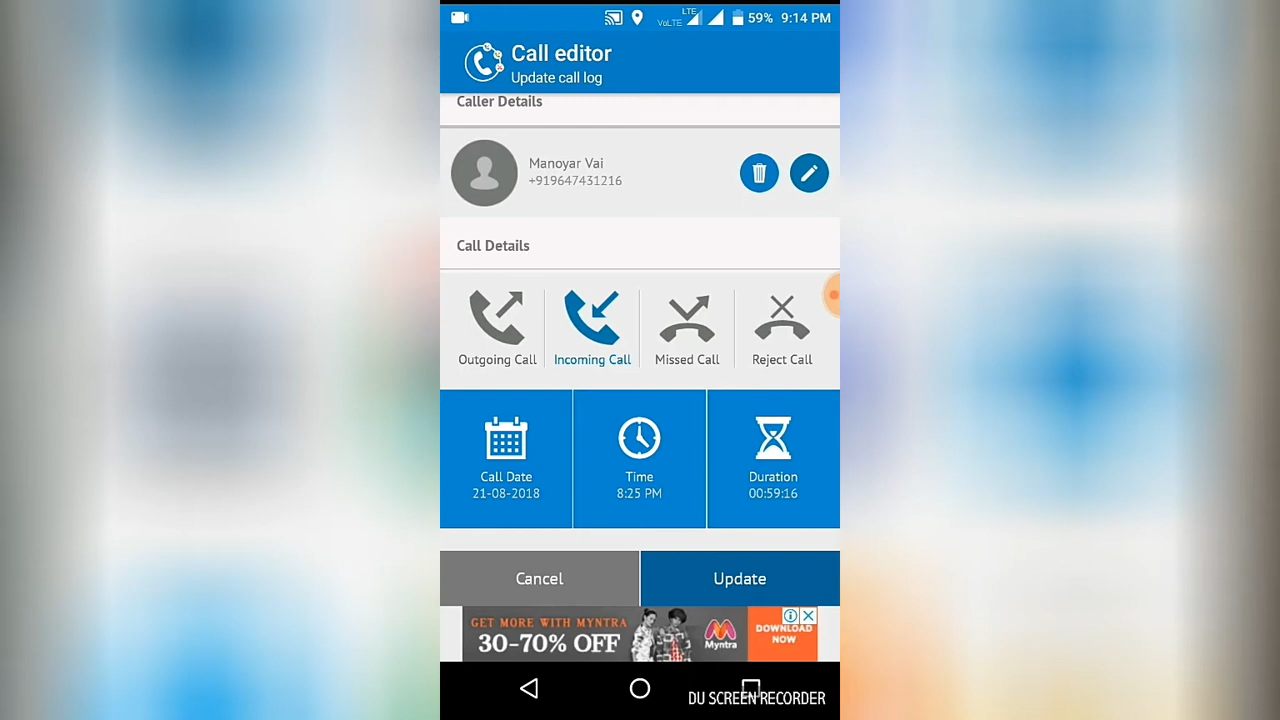 LTE
VoLTE
59% 9:14 PM
Call editor
Update call log
Caller Details
Manoyar Vai
+919647431216
Call Details
Outgoing Call
Incoming Call
Missed Call
Reject Call
Call Date
21-08-2018
Time
8:25 PM
Duration
00:59:16
Cancel
Update
GET MORE WITH MYNTRA
30-70% OFF
Myntra
DOWNLOAD
NOW
DU SCREEN RECORDER